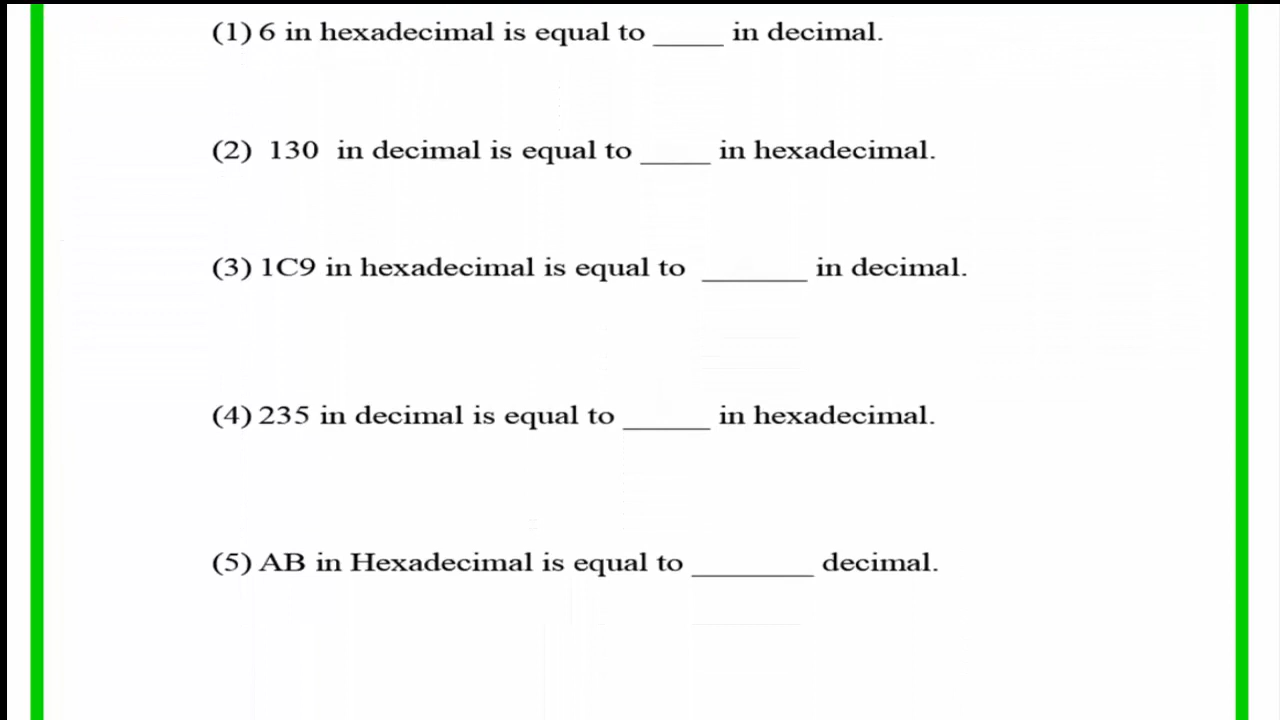 (1) 6 in hexadecimal is equal to _____ in decimal.
(2) 130 in decimal is equal to _____ in hexadecimal.
(3) 1C9 in hexadecimal is equal to ______ in decimal.
(4) 235 in decimal is equal to _____ in hexadecimal.
(5) AB in Hexadecimal is equal to _______ decimal.